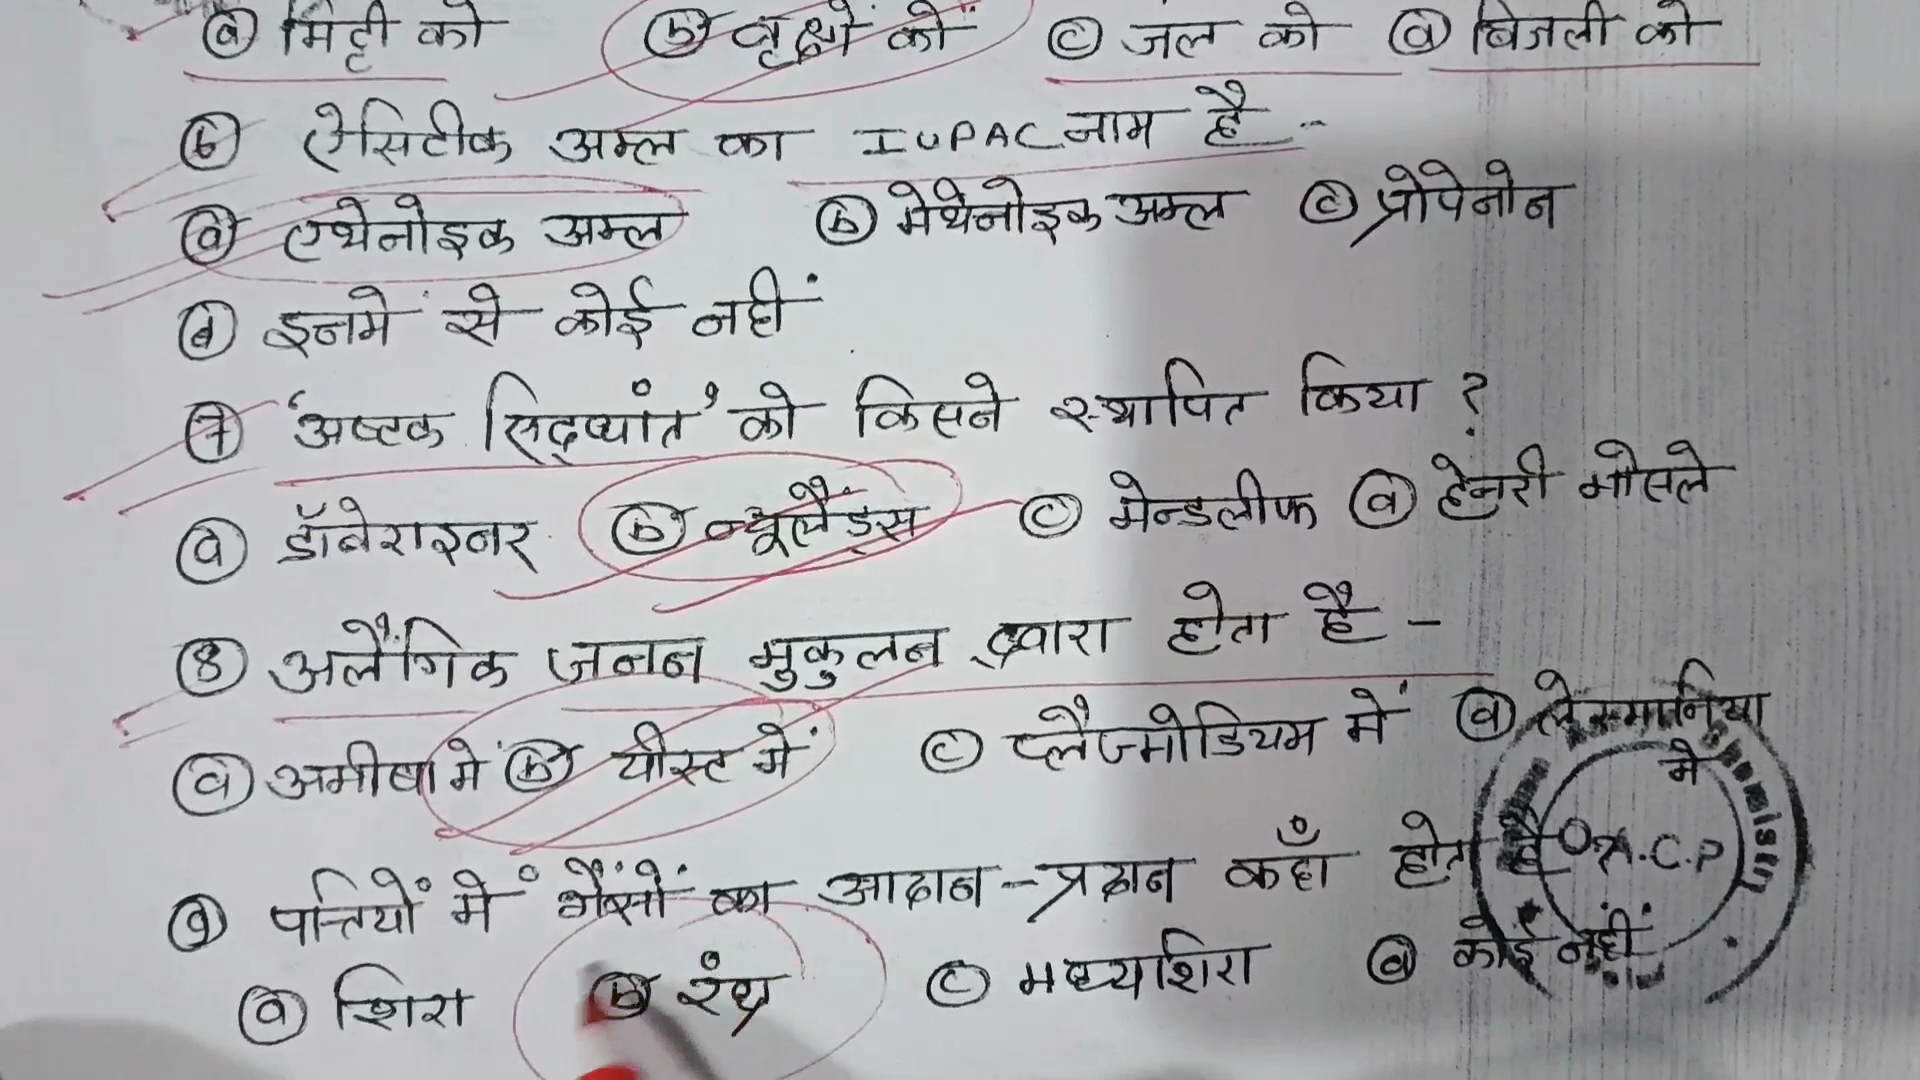 ⓐ मिट्टी को ⓑ वृक्षों को ⓒ जल को ⓓ बिजली को
⑥ ऐसिटीक अम्ल का IUPAC नाम है -
ⓐ एथेनोइक अम्ल ⓑ मेथेनोइक अम्ल ⓒ प्रोपेनोन
ⓓ इनमें से कोई नहीं
⑦ 'अष्टक सिद्धांत' को किसने स्थापित किया ?
ⓐ डॉबेराइनर ⓑ न्यूलैंड्स ⓒ मेन्डलीफ ⓓ हेनरी मोसले
⑧ अलैंगिक जनन मुकुलन द्वारा होता है -
ⓐ अमीबा में ⓑ यीस्ट में ⓒ प्लैज्मोडियम में ⓓ लेस्मानिया
में
⑨ पत्तियों में गैसों का आदान-प्रदान कहाँ होता है
ⓐ शिरा ⓑ रंध्र ⓒ मध्यशिरा ⓓ कोई नहीं